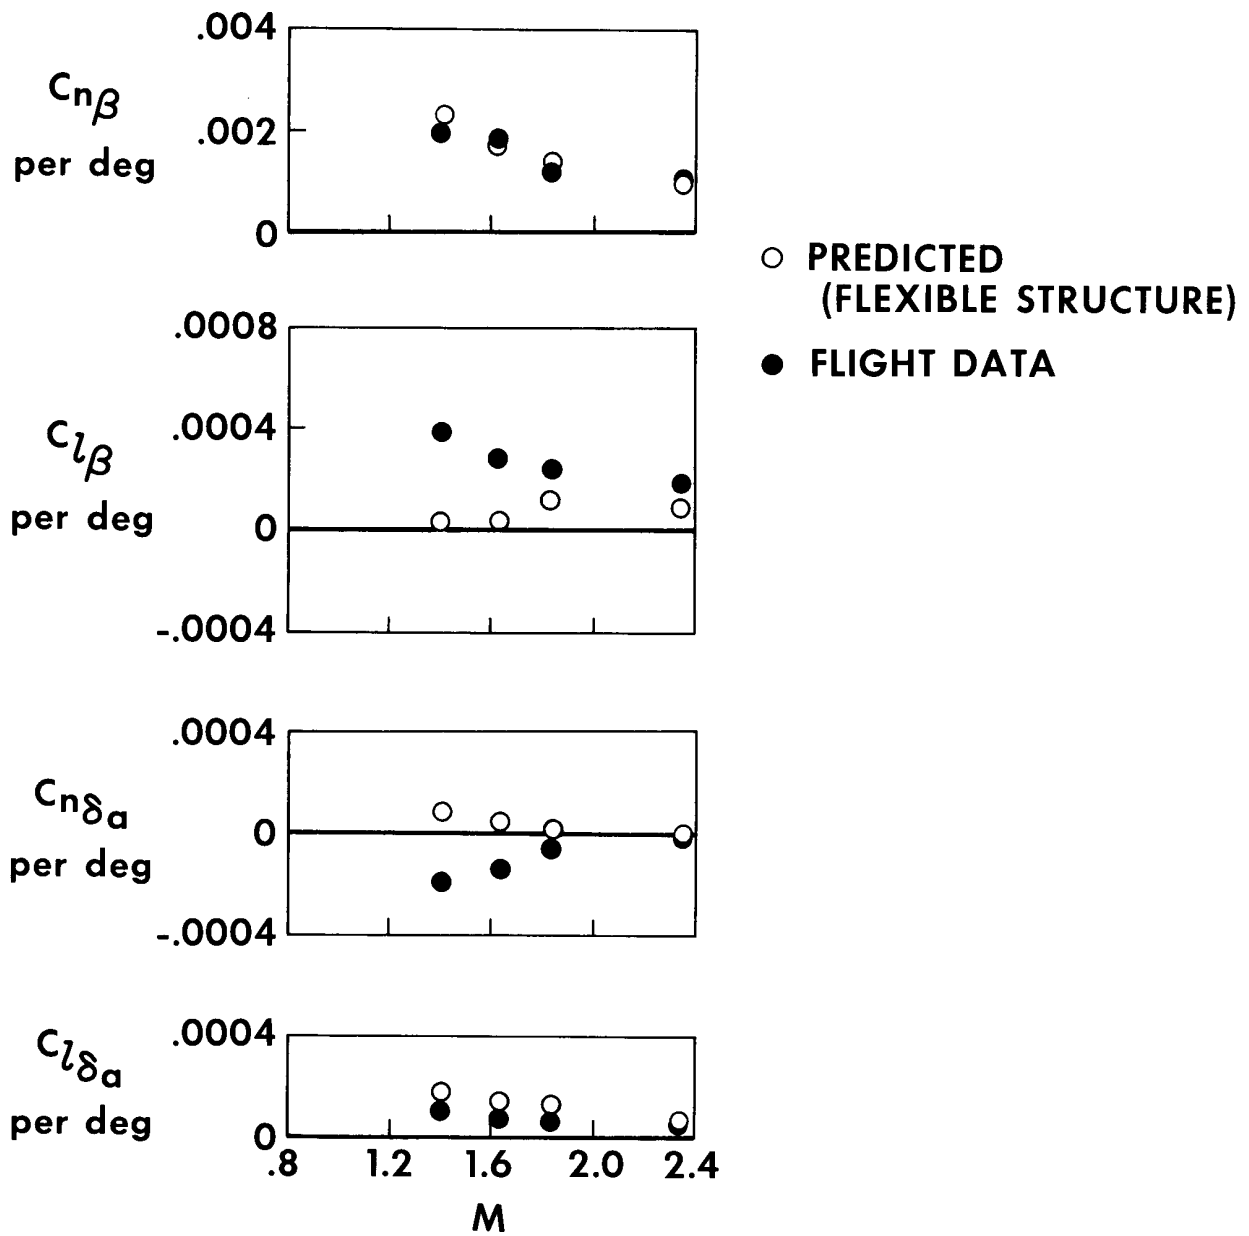 .004
Cnβ
.002
per deg
0
PREDICTED
(FLEXIBLE STRUCTURE)
FLIGHT DATA
.0008
Clβ
.0004
per deg
0
-.0004
.0004
Cnδa
0
per deg
-.0004
.0004
Clδa
per deg
0
.8 1.2 1.6 2.0 2.4
M